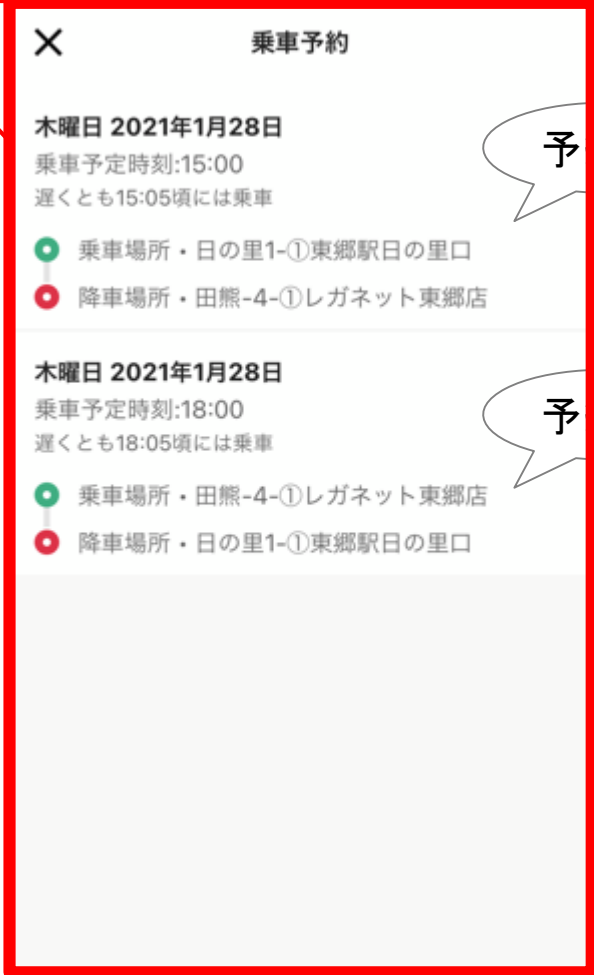 乗車予約
木曜日 2021年1月28日
乗車予定時刻:15:00
遅くとも15:05頃には乗車
予
乗車場所・日の里1-①東郷駅日の里口
降車場所・田熊-4-①レガネット東郷店
木曜日 2021年1月28日
乗車予定時刻:18:00
遅くとも18:05頃には乗車
予
乗車場所・田熊-4-①レガネット東郷店
降車場所・日の里1-①東郷駅日の里口